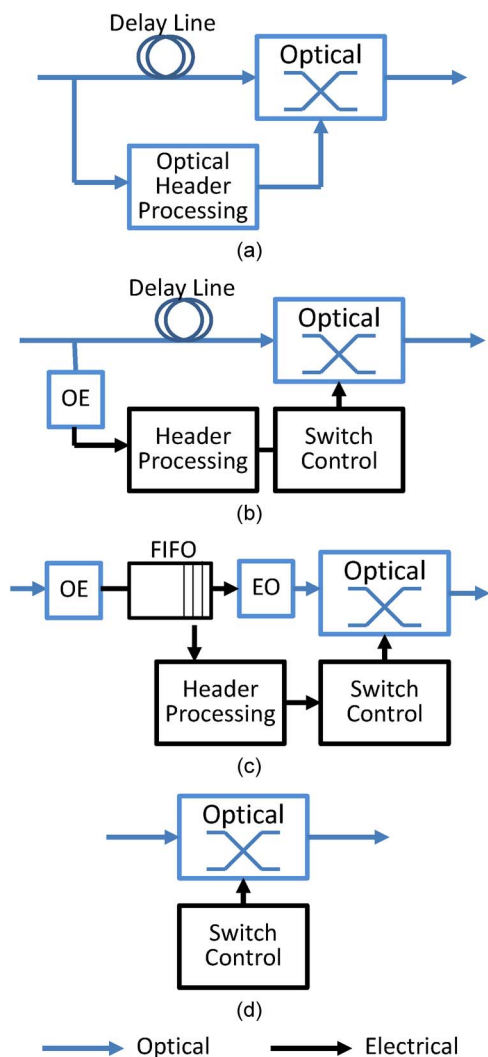 Delay Line
Optical
Optical
Header
Processing
(a)
Delay Line
Optical
OE
Header
Processing
Switch
Control
(b)
FIFO
OE
EO
Optical
Header
Processing
Switch
Control
(c)
Optical
Switch
Control
(d)
Optical
Electrical